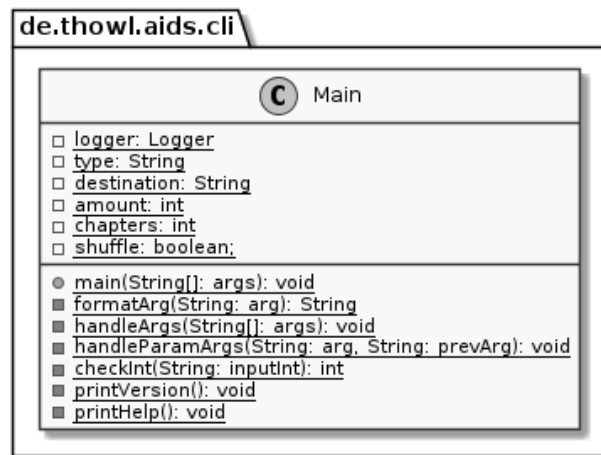 de.thowl.aids.cli
C Main
logger: Logger
type: String
destination: String
amount: int
chapters: int
shuffle: boolean;
main(String[]: args): void
formatArg(String: arg): String
handleArgs(String[]: args): void
handleParamArgs(String: arg, String: prevArg): void
checkInt(String: inputInt): int
printVersion(): void
printHelp(): void